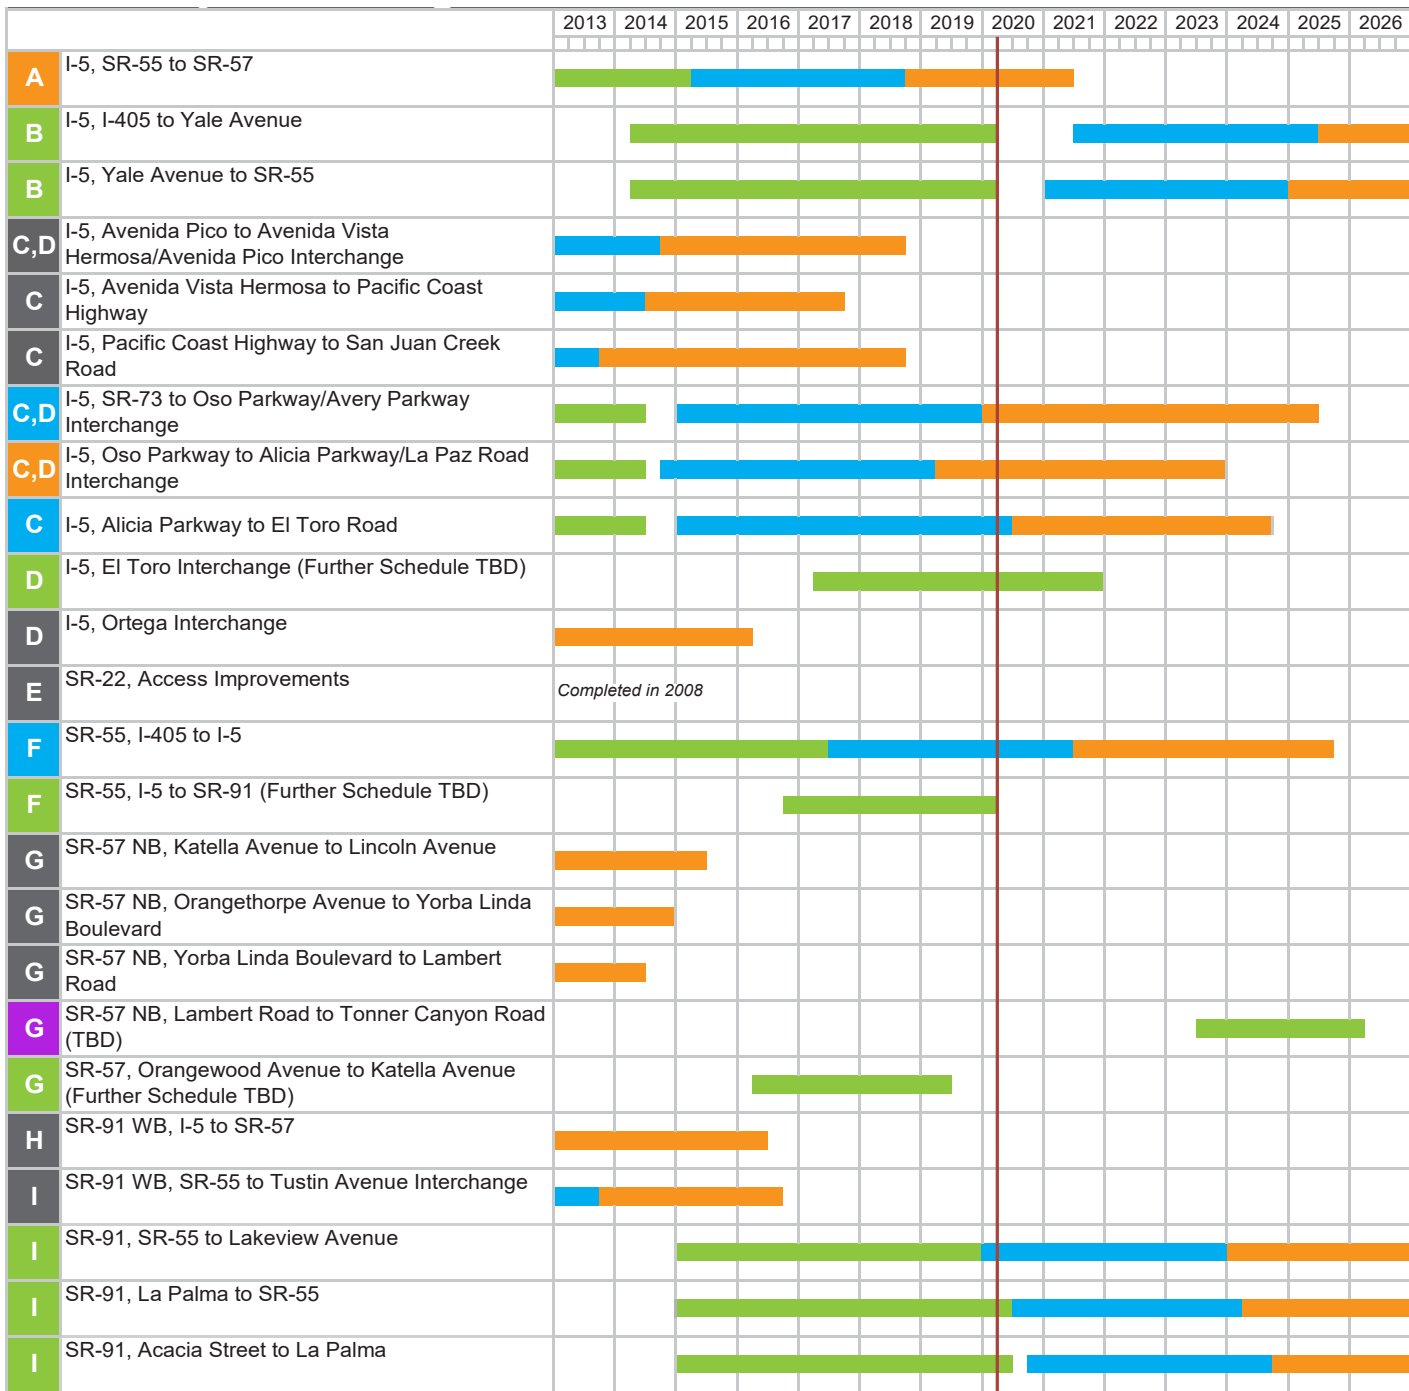 2013 2014 2015 2016 2017 2018 2019 2020 2021 2022 2023 2024 2025 2026
A I-5, SR-55 to SR-57
B I-5, I-405 to Yale Avenue
B I-5, Yale Avenue to SR-55
C,D I-5, Avenida Pico to Avenida Vista
Hermosa/Avenida Pico Interchange
C I-5, Avenida Vista Hermosa to Pacific Coast
Highway
C I-5, Pacific Coast Highway to San Juan Creek
Road
C,D I-5, SR-73 to Oso Parkway/Avery Parkway
Interchange
C,D I-5, Oso Parkway to Alicia Parkway/La Paz Road
Interchange
C I-5, Alicia Parkway to El Toro Road
D I-5, El Toro Interchange (Further Schedule TBD)
D I-5, Ortega Interchange
E SR-22, Access Improvements
Completed in 2008
F SR-55, I-405 to I-5
F SR-55, I-5 to SR-91 (Further Schedule TBD)
G SR-57 NB, Katella Avenue to Lincoln Avenue
G SR-57 NB, Orangethorpe Avenue to Yorba Linda
Boulevard
G SR-57 NB, Yorba Linda Boulevard to Lambert
Road
G SR-57 NB, Lambert Road to Tonner Canyon Road
(TBD)
G SR-57, Orangewood Avenue to Katella Avenue
(Further Schedule TBD)
H SR-91 WB, I-5 to SR-57
I SR-91 WB, SR-55 to Tustin Avenue Interchange
I SR-91, SR-55 to Lakeview Avenue
I SR-91, La Palma to SR-55
I SR-91, Acacia Street to La Palma